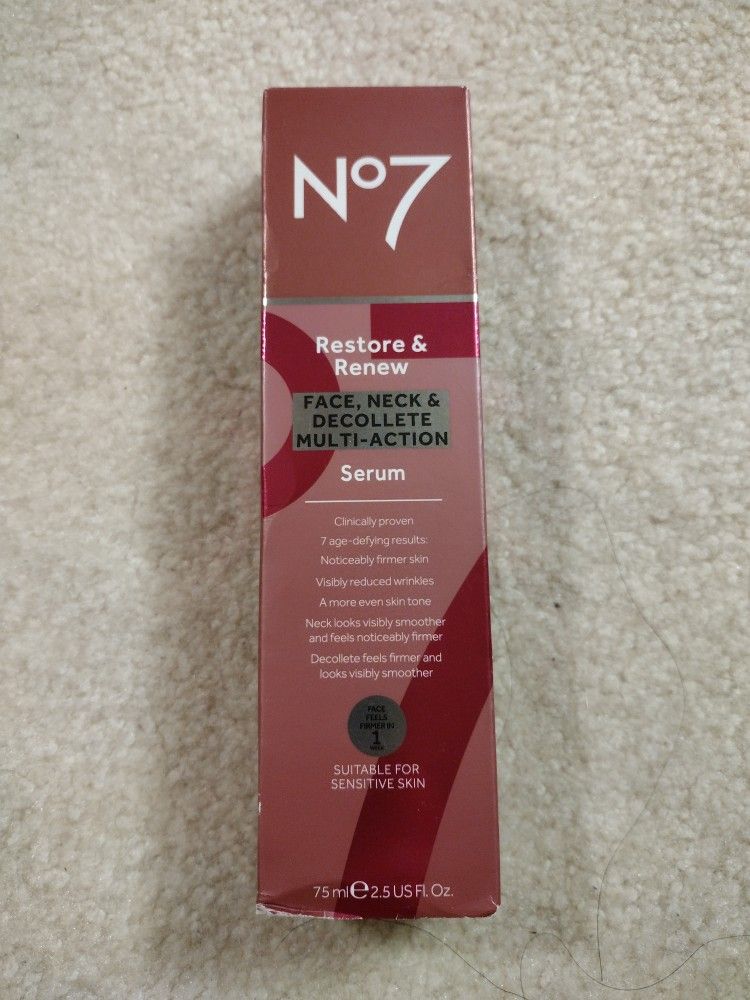 Nº7
Restore &
Renew
FACE, NECK &
DECOLLETE
MULTI-ACTION
Serum
Clinically proven
7 age-defying results:
Noticeably firmer skin
Visibly reduced wrinkles
A more even skin tone
Neck looks visibly smoother
and feels noticeably firmer
Decollete feels firmer and
looks visibly smoother
FACE
FEELS
FIRMER IN
1
WEEK
SUITABLE FOR
SENSITIVE SKIN
75 ml ℮ 2.5 US Fl. Oz.